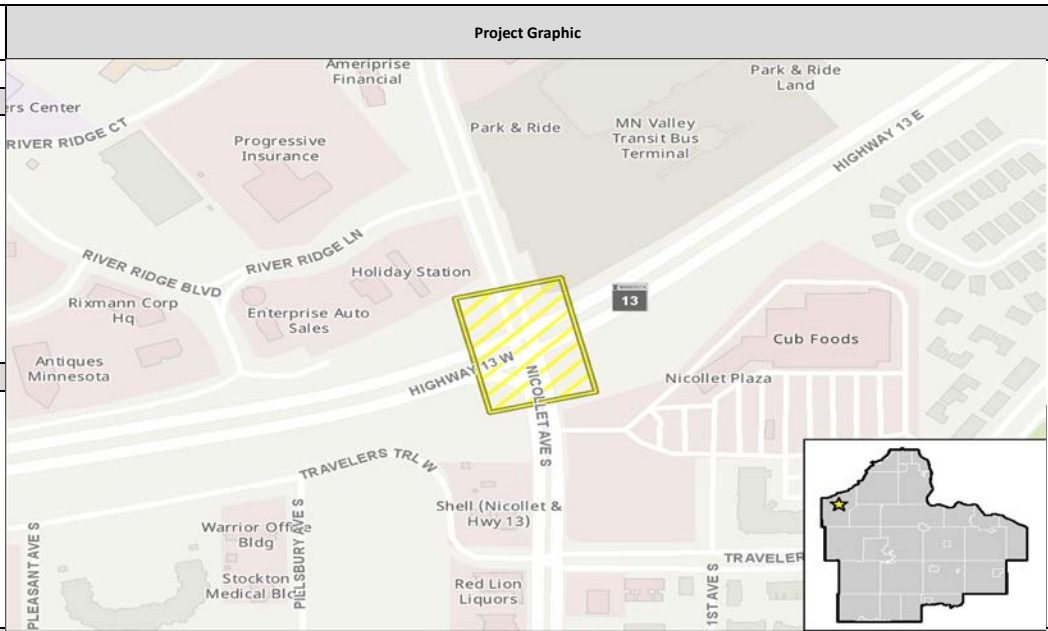 Project Graphic
Ameriprise
Financial
Park & Ride
Land
ers Center
RIVER RIDGE CT
Park & Ride
MN Valley
Transit Bus
Terminal
HIGHWAY 13 E
Progressive
Insurance
RIVER RIDGE LN
RIVER RIDGE BLVD
Holiday Station
13
Rixmann Corp
Hq
Enterprise Auto
Sales
Cub Foods
Antiques
Minnesota
HIGHWAY 13 W
NICOLLET AVE S
Nicollet Plaza
TRAVELERS TRL W
Shell (Nicollet &
Hwy 13)
PLEASANT AVE S
Warrior Office
Bldg
PILLSBURY AVE S
TRAVELER
Stockton
Medical Bldg
Red Lion
Liquors
1ST AVE S